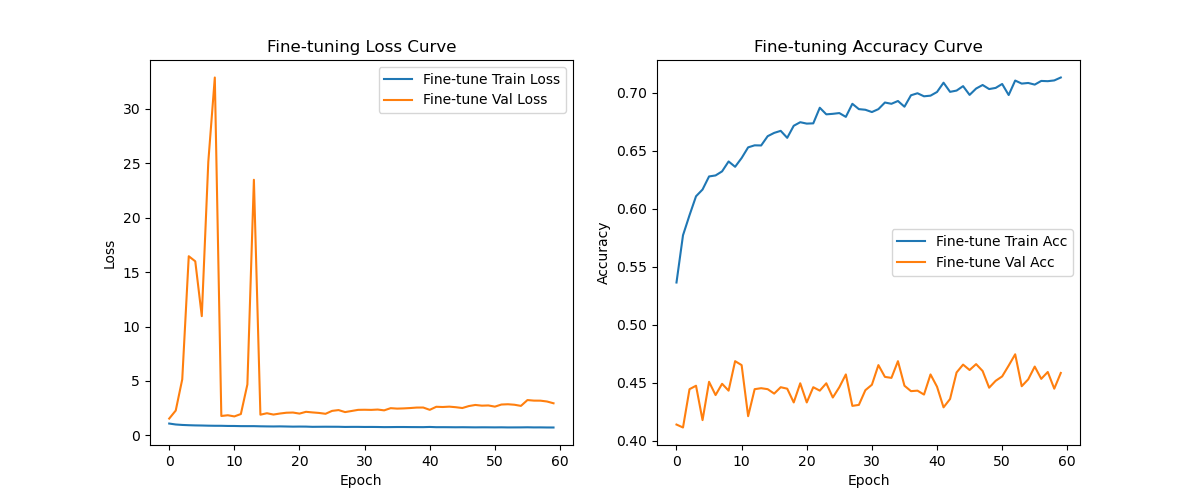 Fine-tuning Loss Curve
Fine-tune Train Loss
Fine-tune Val Loss
30
25
20
15
10
5
0
Loss
0 10 20 30 40 50 60
Epoch
Fine-tuning Accuracy Curve
0.70
0.65
0.60
0.55
0.50
0.45
0.40
Accuracy
Fine-tune Train Acc
Fine-tune Val Acc
0 10 20 30 40 50 60
Epoch